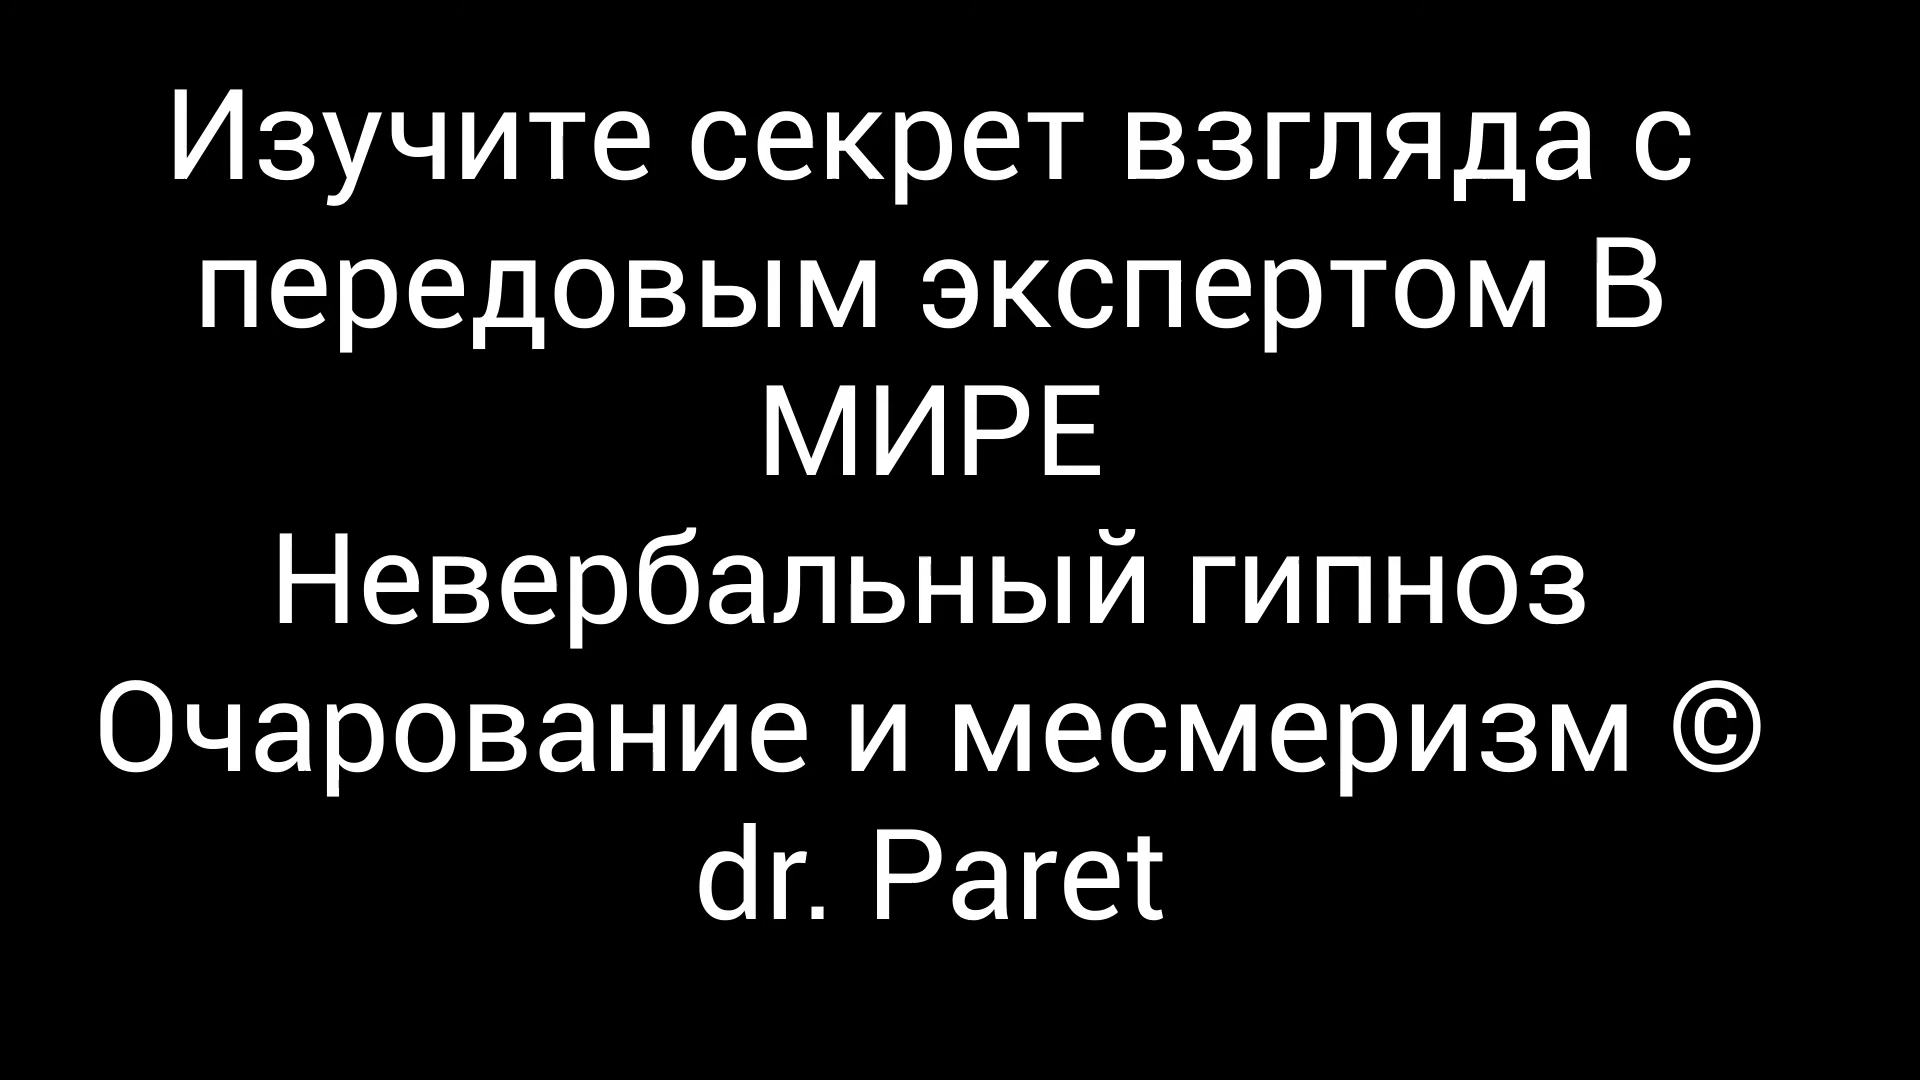 Изучите секрет взгляда с
передовым экспертом В
МИРЕ
Невербальный гипноз
Очарование и месмеризм ©
dr. Paret